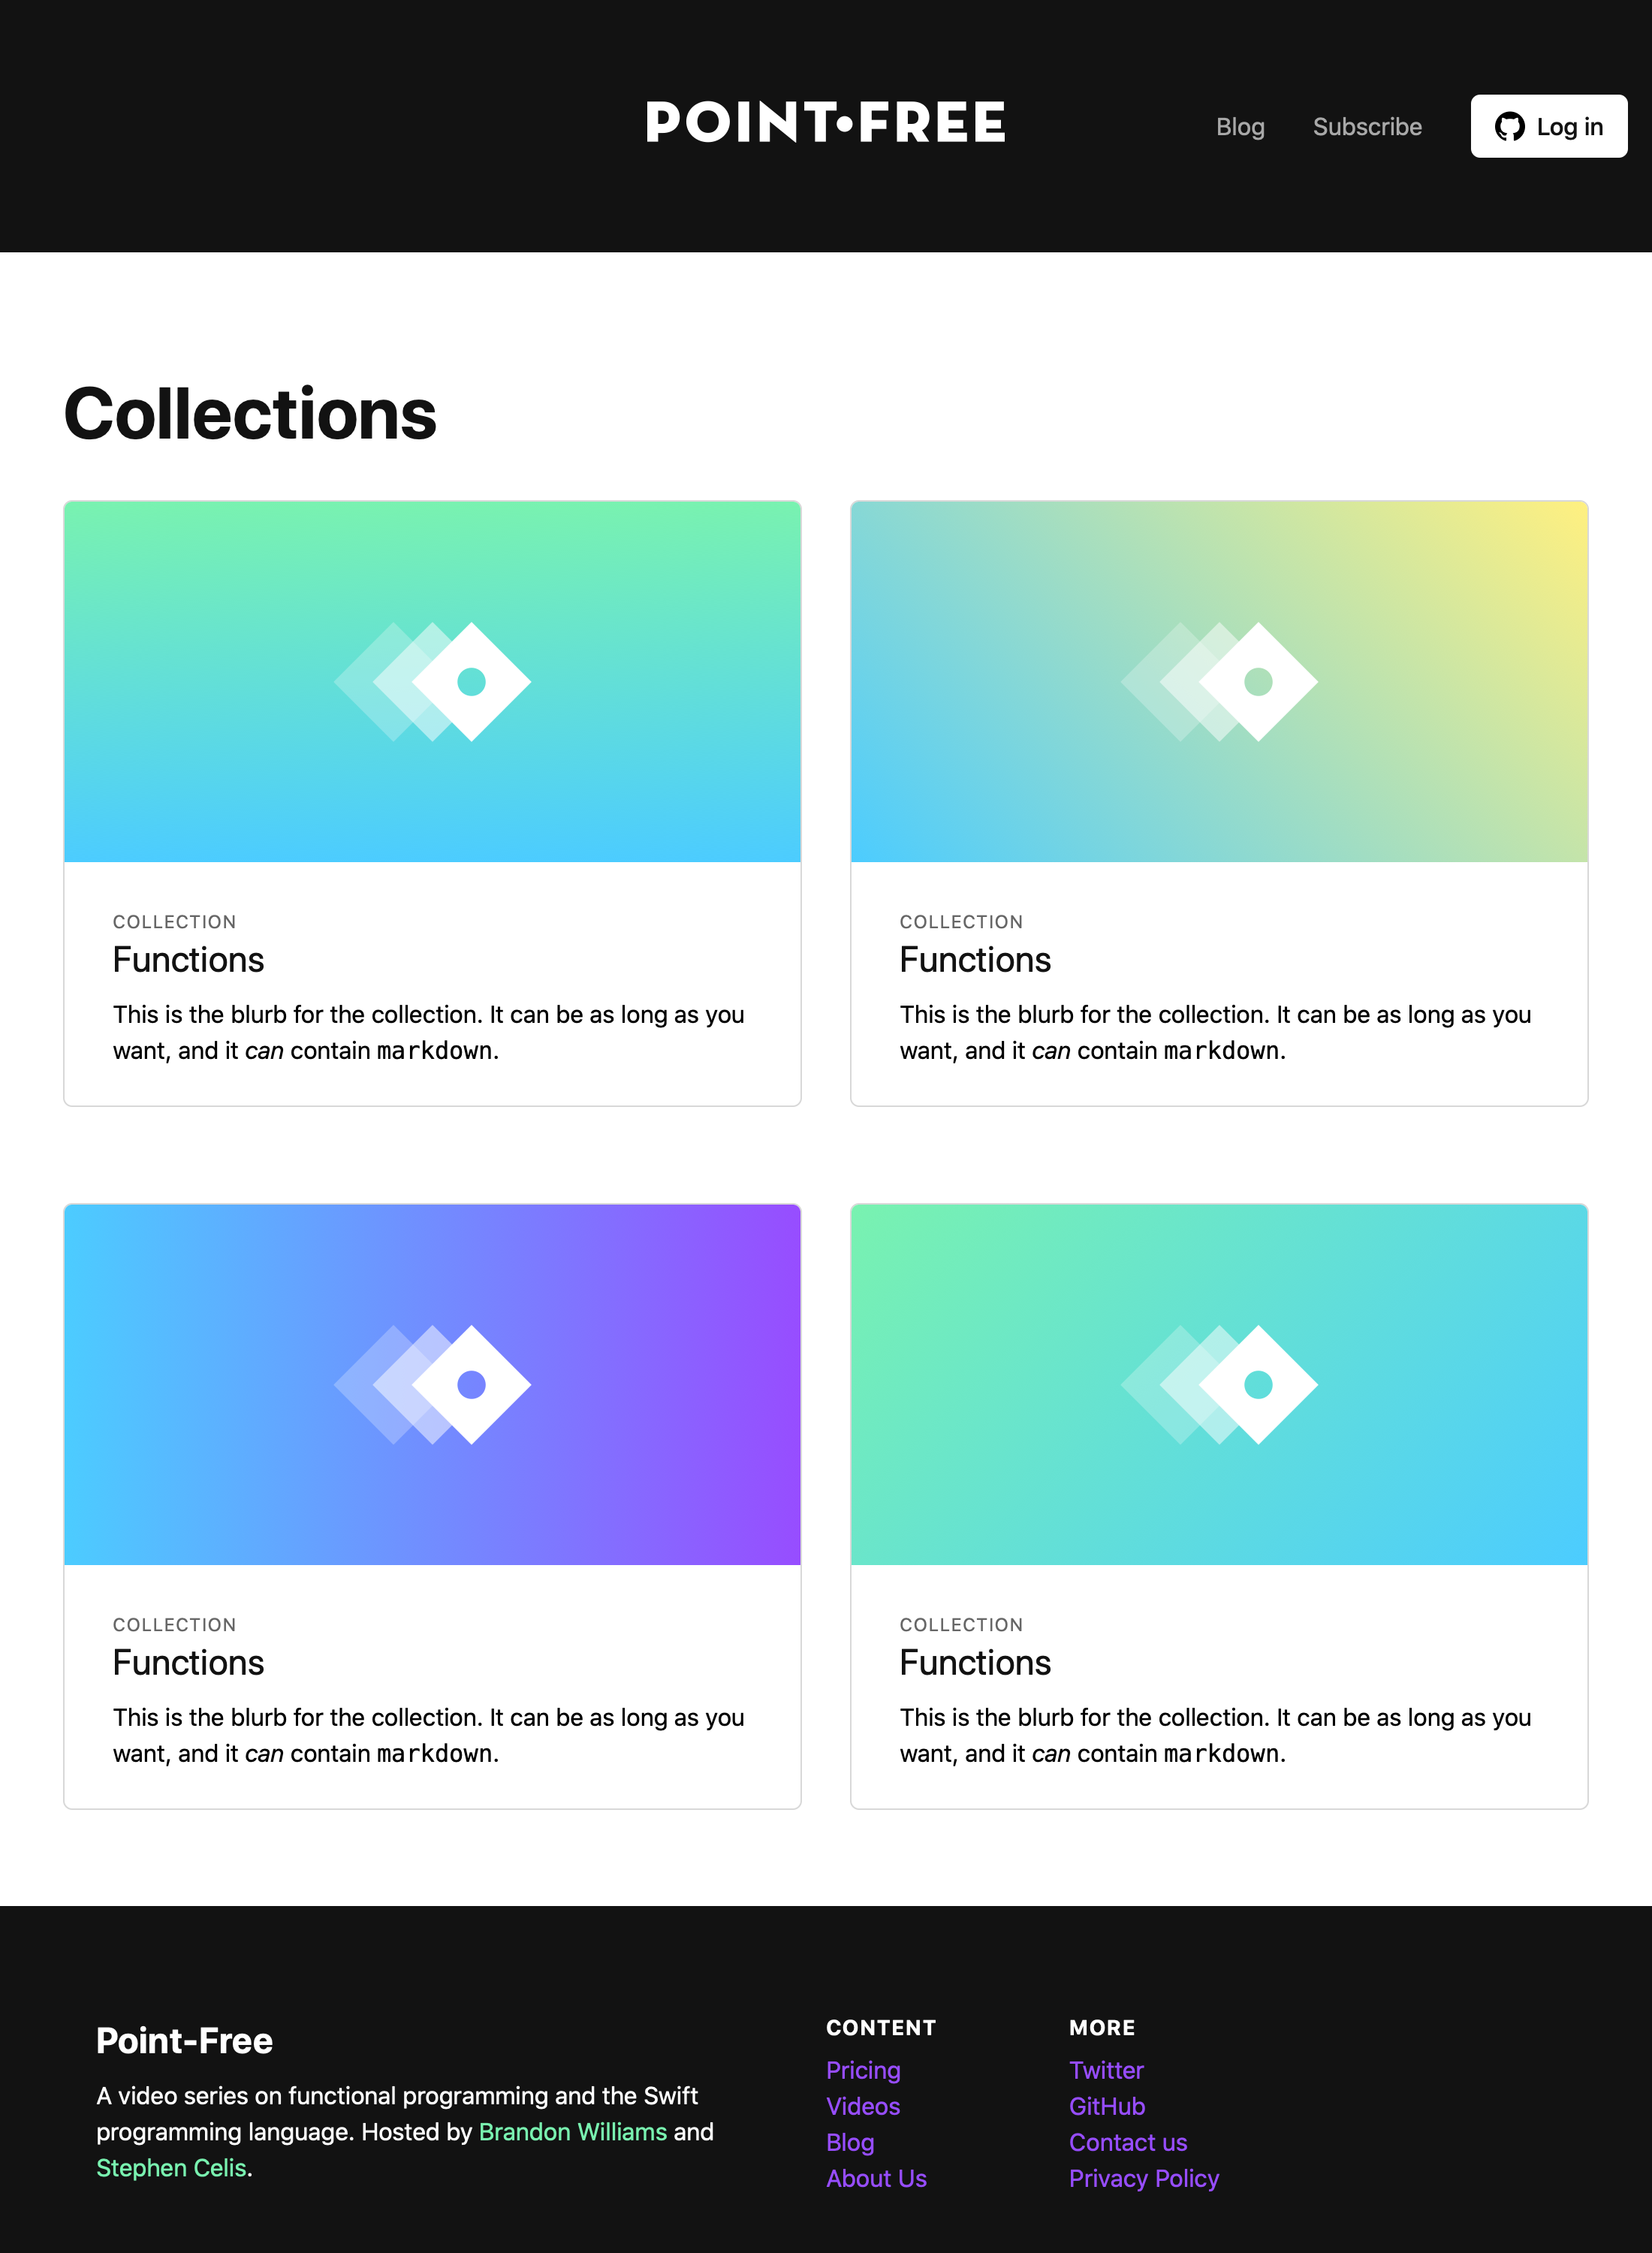 POINT•FREE
Blog
Subscribe
Log in
Collections
COLLECTION
Functions
This is the blurb for the collection. It can be as long as you
want, and it can contain markdown.
COLLECTION
Functions
This is the blurb for the collection. It can be as long as you
want, and it can contain markdown.
COLLECTION
Functions
This is the blurb for the collection. It can be as long as you
want, and it can contain markdown.
COLLECTION
Functions
This is the blurb for the collection. It can be as long as you
want, and it can contain markdown.
Point-Free
A video series on functional programming and the Swift
programming language. Hosted by Brandon Williams and
Stephen Celis.
CONTENT
Pricing
Videos
Blog
About Us
MORE
Twitter
GitHub
Contact us
Privacy Policy